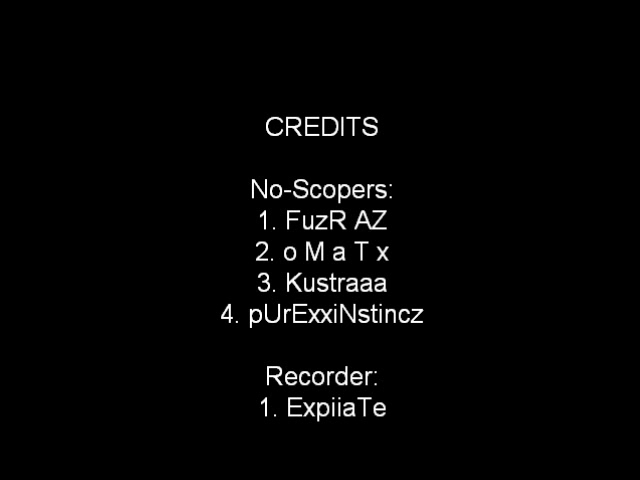 CREDITS
No-Scopers:
1. FuzR AZ
2. o M a T x
3. Kustraaa
4. pUrExxiNstincz
Recorder:
1. ExpiiaTe